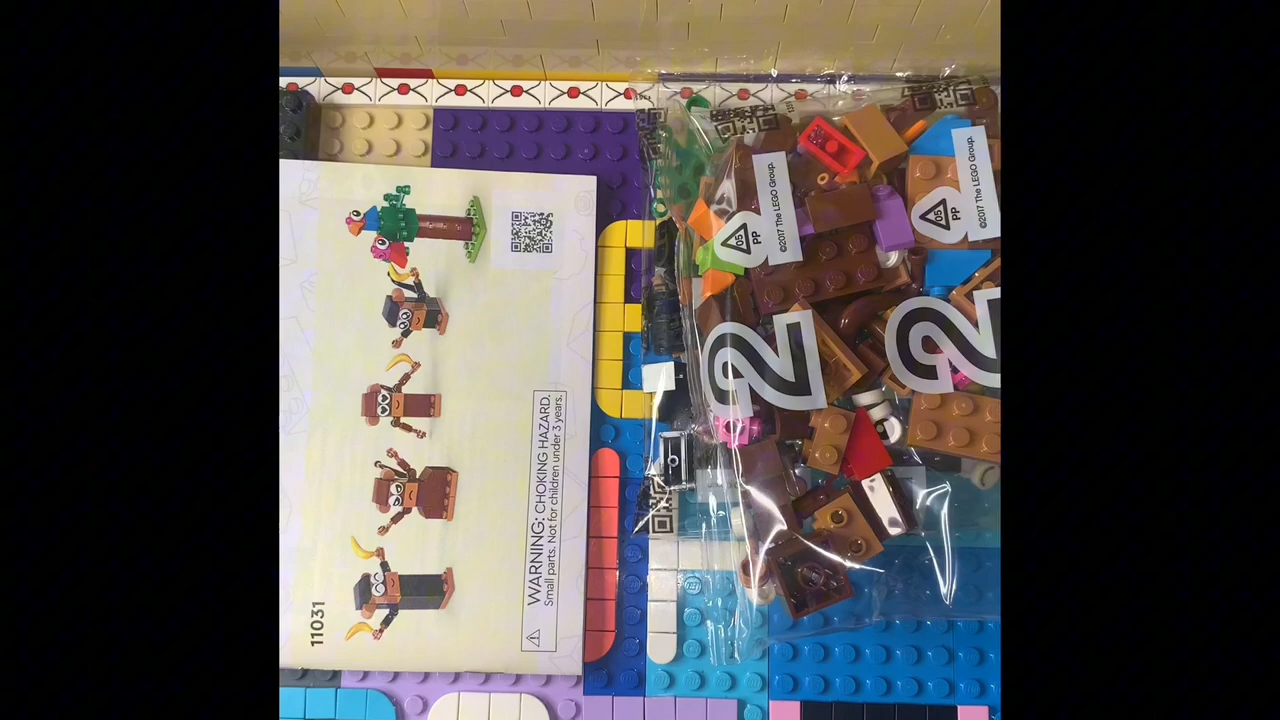 11031
WARNING: CHOKING HAZARD.
Small parts. Not for children under 3 years.
05
PP
©2017 The LEGO Group.
2
05
PP
©2017 The LEGO Group.
2